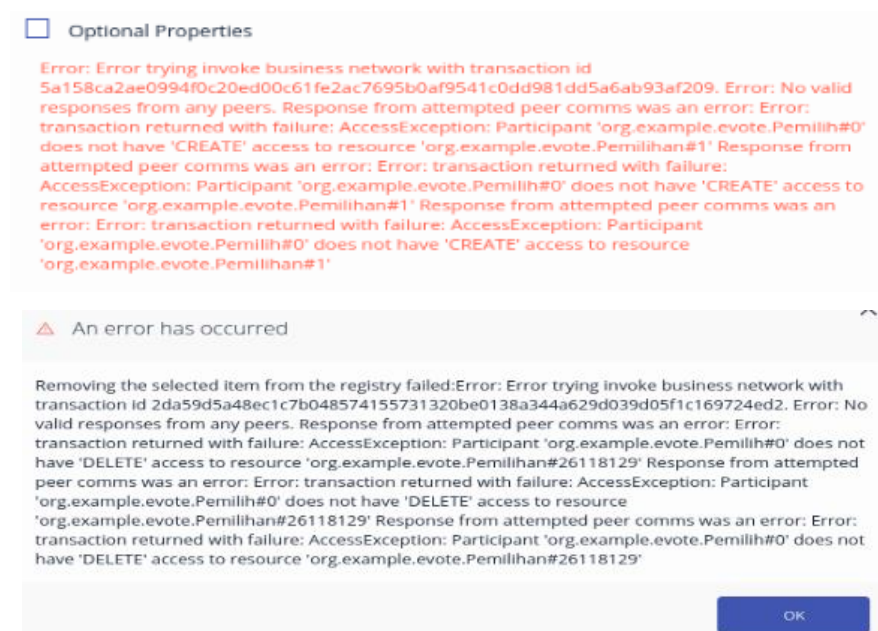 Optional Properties
Error: Error trying invoke business network with transaction id
5a158ca2ae0994f0c20ed00c61fe2ac7695b0af9541c0dd981dd5a6ab93af209. Error: No valid
responses from any peers. Response from attempted peer comms was an error: Error:
transaction returned with failure: AccessException: Participant 'org.example.evote.Pemilih#0'
does not have 'CREATE' access to resource 'org.example.evote.Pemilihan#1' Response from
attempted peer comms was an error: Error: transaction returned with failure:
AccessException: Participant 'org.example.evote.Pemilih#0' does not have 'CREATE' access to
resource 'org.example.evote.Pemilihan#1' Response from attempted peer comms was an
error: Error: transaction returned with failure: AccessException: Participant
'org.example.evote.Pemilih#0' does not have 'CREATE' access to resource
'org.example.evote.Pemilihan#1'
An error has occurred
Removing the selected item from the registry failed:Error: Error trying invoke business network with
transaction id 2da59d5a48ec1c7b048574155731320be0138a344a629d039d05f1c169724ed2. Error: No
valid responses from any peers. Response from attempted peer comms was an error: Error:
transaction returned with failure: AccessException: Participant 'org.example.evote.Pemilih#0' does not
have 'DELETE' access to resource 'org.example.evote.Pemilihan#26118129' Response from attempted
peer comms was an error: Error: transaction returned with failure: AccessException: Participant
'org.example.evote.Pemilih#0' does not have 'DELETE' access to resource
'org.example.evote.Pemilihan#26118129' Response from attempted peer comms was an error: Error:
transaction returned with failure: AccessException: Participant 'org.example.evote.Pemilih#0' does not
have 'DELETE' access to resource 'org.example.evote.Pemilihan#26118129'
OK